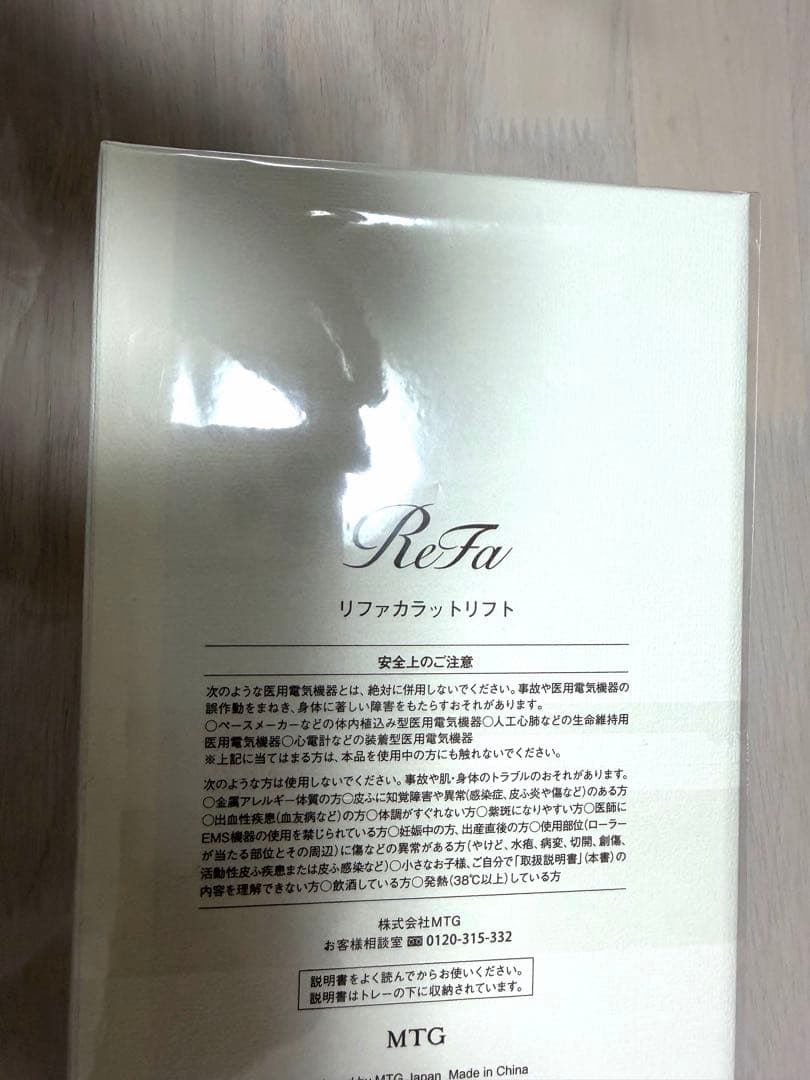 ReFa
リファカラットリフト
安全上のご注意
次のような医用電気機器とは、絶対に併用しないでください。事故や医用電気機器の
誤作動をまねき、身体に著しい障害をもたらすおそれがあります。
○ペースメーカーなどの体内植込み型医用電気機器○人工心肺などの生命維持用
医用電気機器○心電計などの装着型医用電気機器
※上記に当てはまる方は、本品を使用中の方にも触れないでください。
次のような方は使用しないでください。事故や肌・身体のトラブルのおそれがあります。
○金属アレルギー体質の方○皮ふに知覚障害や異常(感染症、皮ふ炎や傷など)のある方
○出血性疾患(血友病など)の方○体調がすぐれない方○紫斑になりやすい方○医師に
EMS機器の使用を禁じられている方○妊娠中の方、出産直後の方○使用部位(ローラー
が当たる部位とその周辺)に傷などの異常がある方(やけど、水疱、病変、切開、創傷、
活動性皮ふ疾患または皮ふ感染など)○小さなお子様、ご自分で「取扱説明書」(本書)の
内容を理解できない方○飲酒している方○発熱(38℃以上)している方
株式会社MTG
お客様相談室 0120-315-332
説明書をよく読んでからお使いください。
説明書はトレーの下に収納されています。
MTG
by MTG Japan Made in China